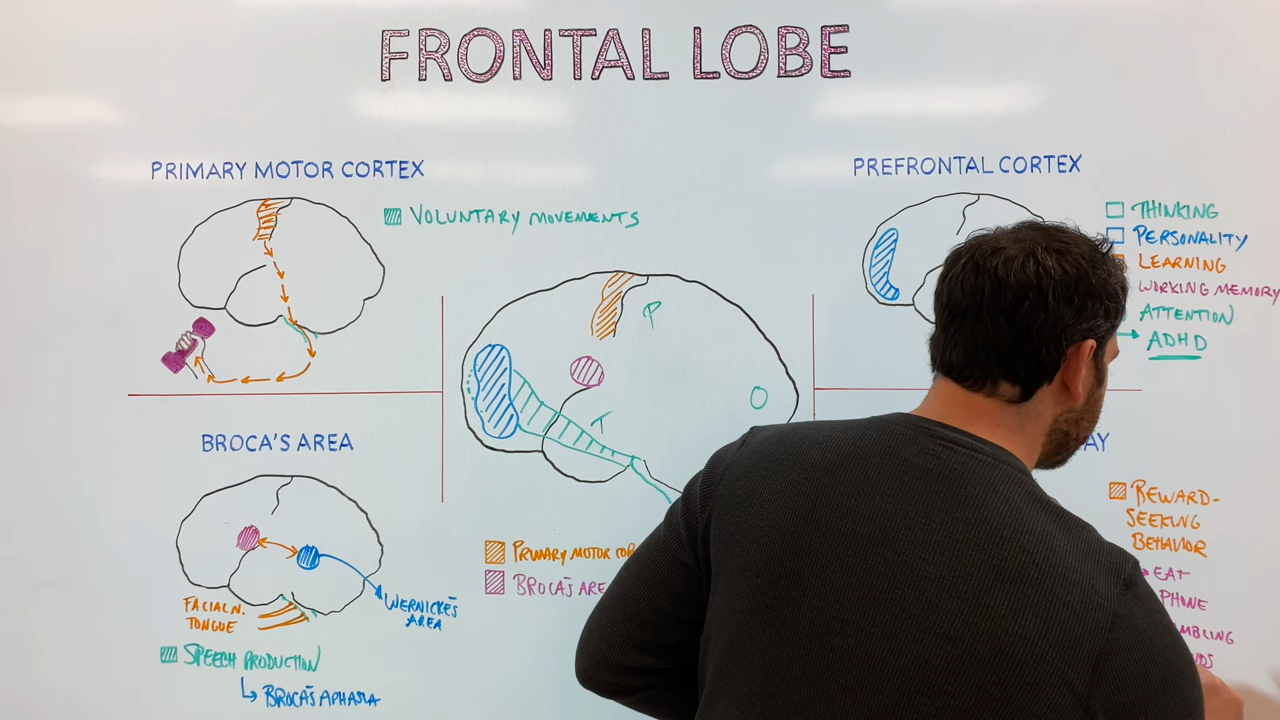 FRONTAL LOBE
PRIMARY MOTOR CORTEX
VOLUNTARY MOVEMENTS
PREFRONTAL CORTEX
THINKING
PERSONALITY
LEARNING
WORKING MEMORY
ATTENTION
ADHD
P
T
O
BROCA'S AREA
FACIAL N.
TONGUE
WERNICKE'S
AREA
SPEECH PRODUCTION
BROCA'S APHASIA
PRIMARY MOTOR
BROCA'S
REWARD-
SEEKING
BEHAVIOR
EAT
PHONE